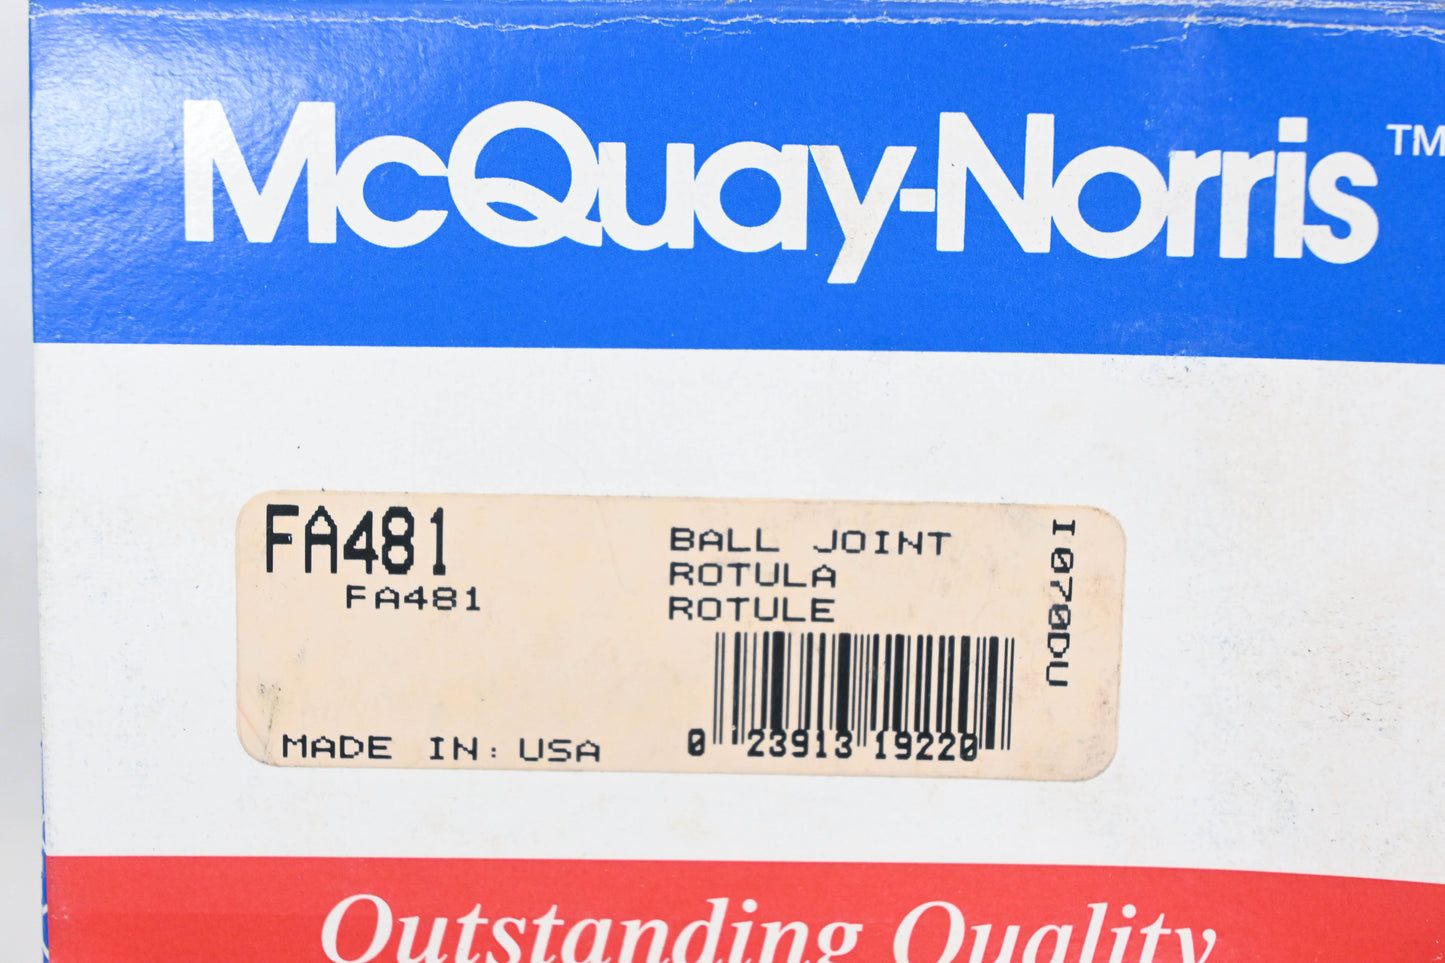 McQuay-Norris™
FA481
FA481
BALL JOINT
ROTULA
ROTULE
I070DU
MADE IN: USA
0 23913 19220
Outstanding Quality